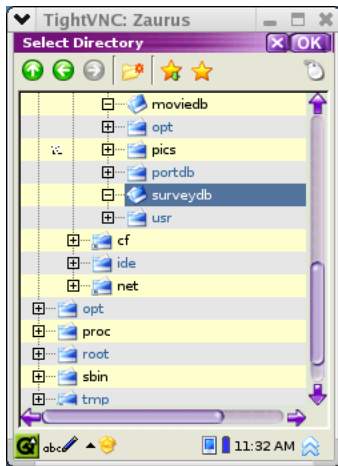 TightVNC: Zaurus
Select Directory
OK
moviedb
opt
pics
portdb
surveydb
usr
cf
ide
net
opt
proc
root
sbin
tmp
abc
11:32 AM